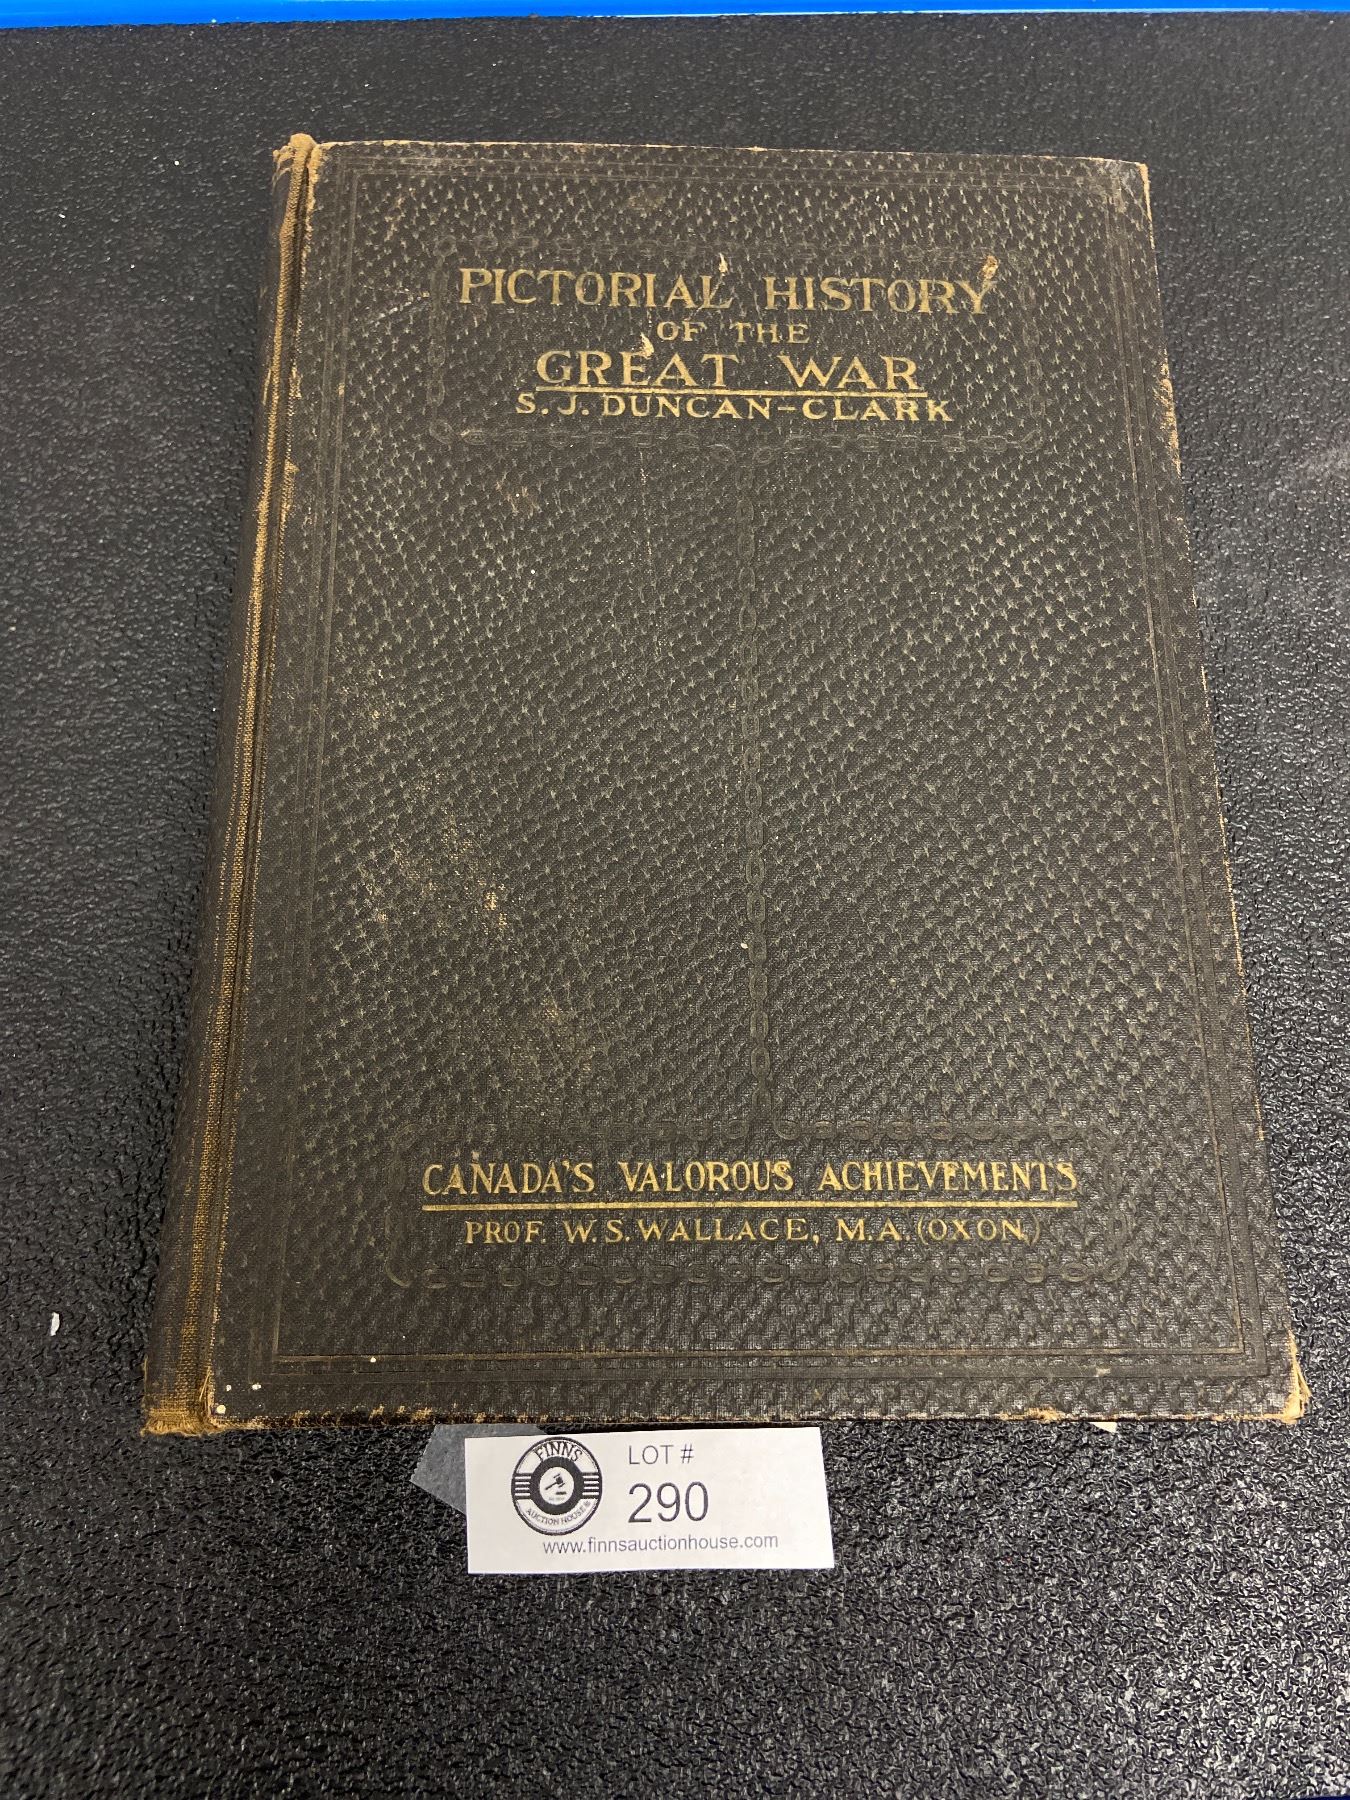 PICTORIAL HISTORY
OF THE
GREAT WAR
S. J. DUNCAN-CLARK
CANADA'S VALOROUS ACHIEVEMENTS
PROF. W. S. WALLACE, M.A. (OXON.)
FINNS
AUCTION HOUSE
LOT #
290
www.finnsauctionhouse.com